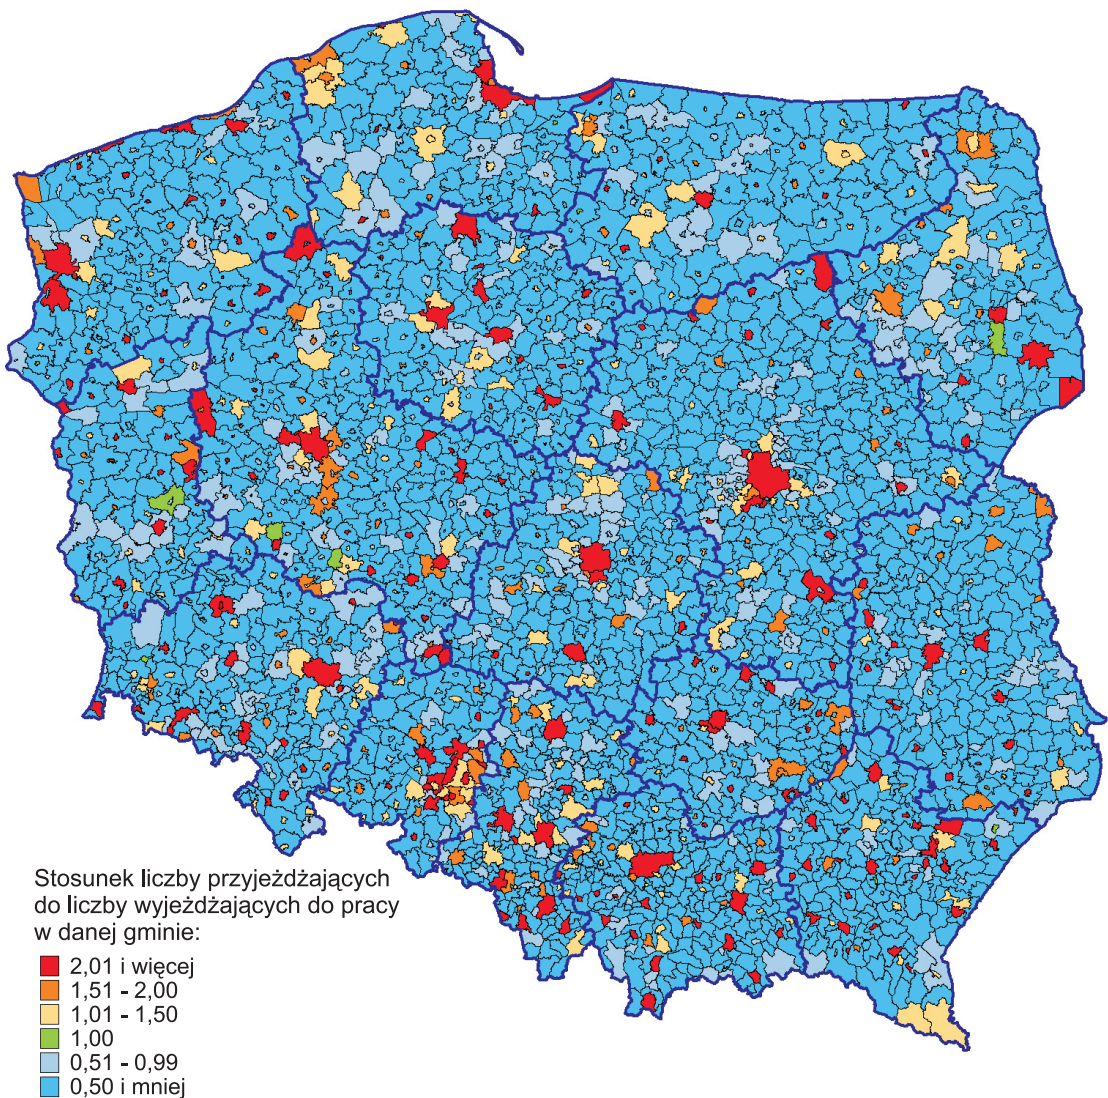 Stosunek liczby przyjeżdżających
do liczby wyjeżdżających do pracy
w danej gminie:
2,01 i więcej
1,51 - 2,00
1,01 - 1,50
1,00
0,51 - 0,99
0,50 i mniej